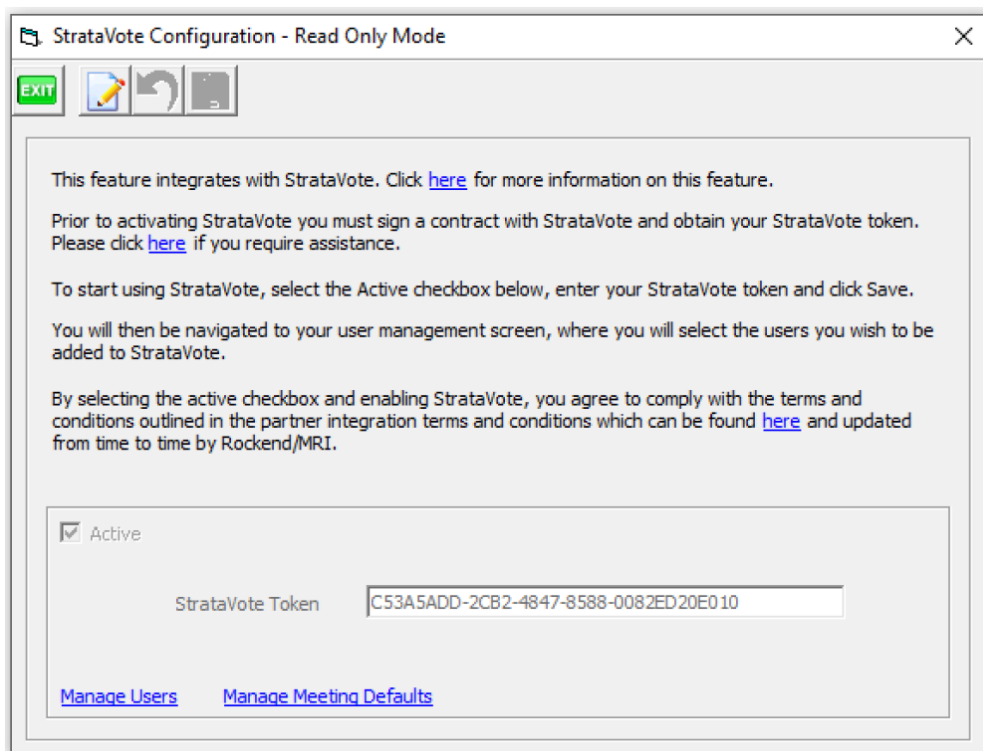 StrataVote Configuration - Read Only Mode
EXIT
This feature integrates with StrataVote. Click here for more information on this feature.
Prior to activating StrataVote you must sign a contract with StrataVote and obtain your StrataVote token.
Please click here if you require assistance.
To start using StrataVote, select the Active checkbox below, enter your StrataVote token and click Save.
You will then be navigated to your user management screen, where you will select the users you wish to be
added to StrataVote.
By selecting the active checkbox and enabling StrataVote, you agree to comply with the terms and
conditions outlined in the partner integration terms and conditions which can be found here and updated
from time to time by Rockend/MRI.
Active
StrataVote Token C53A5ADD-2CB2-4847-8588-0082ED20E010
Manage Users Manage Meeting Defaults